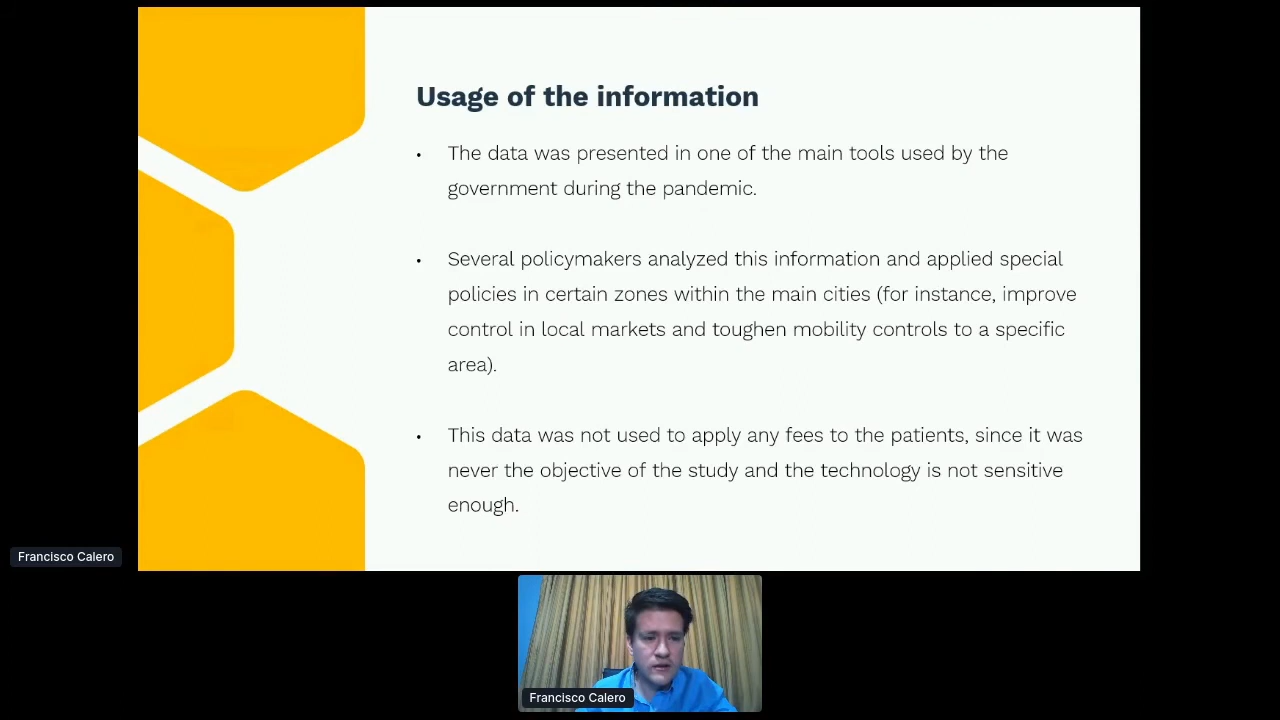 Usage of the information
• The data was presented in one of the main tools used by the
government during the pandemic.
• Several policymakers analyzed this information and applied special
policies in certain zones within the main cities (for instance, improve
control in local markets and toughen mobility controls to a specific
area).
• This data was not used to apply any fees to the patients, since it was
never the objective of the study and the technology is not sensitive
enough.
Francisco Calero
Francisco Calero